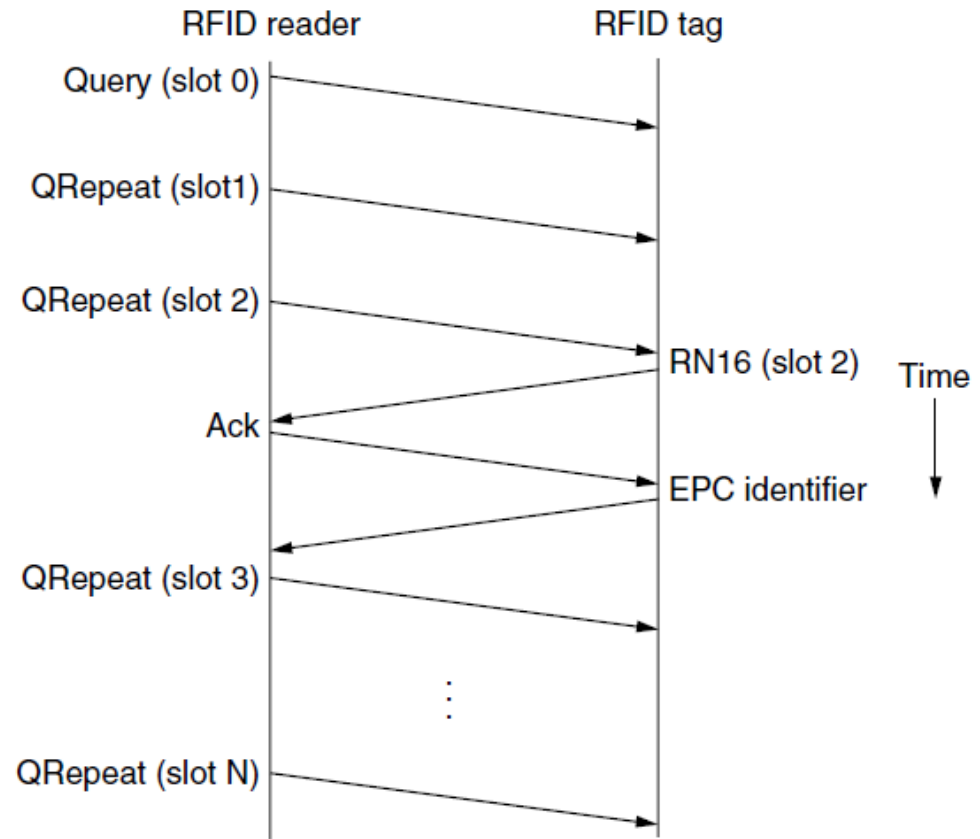 RFID reader
RFID tag
Query (slot 0)
QRepeat (slot1)
QRepeat (slot 2)
RN16 (slot 2)
Time
Ack
EPC identifier
QRepeat (slot 3)
QRepeat (slot N)